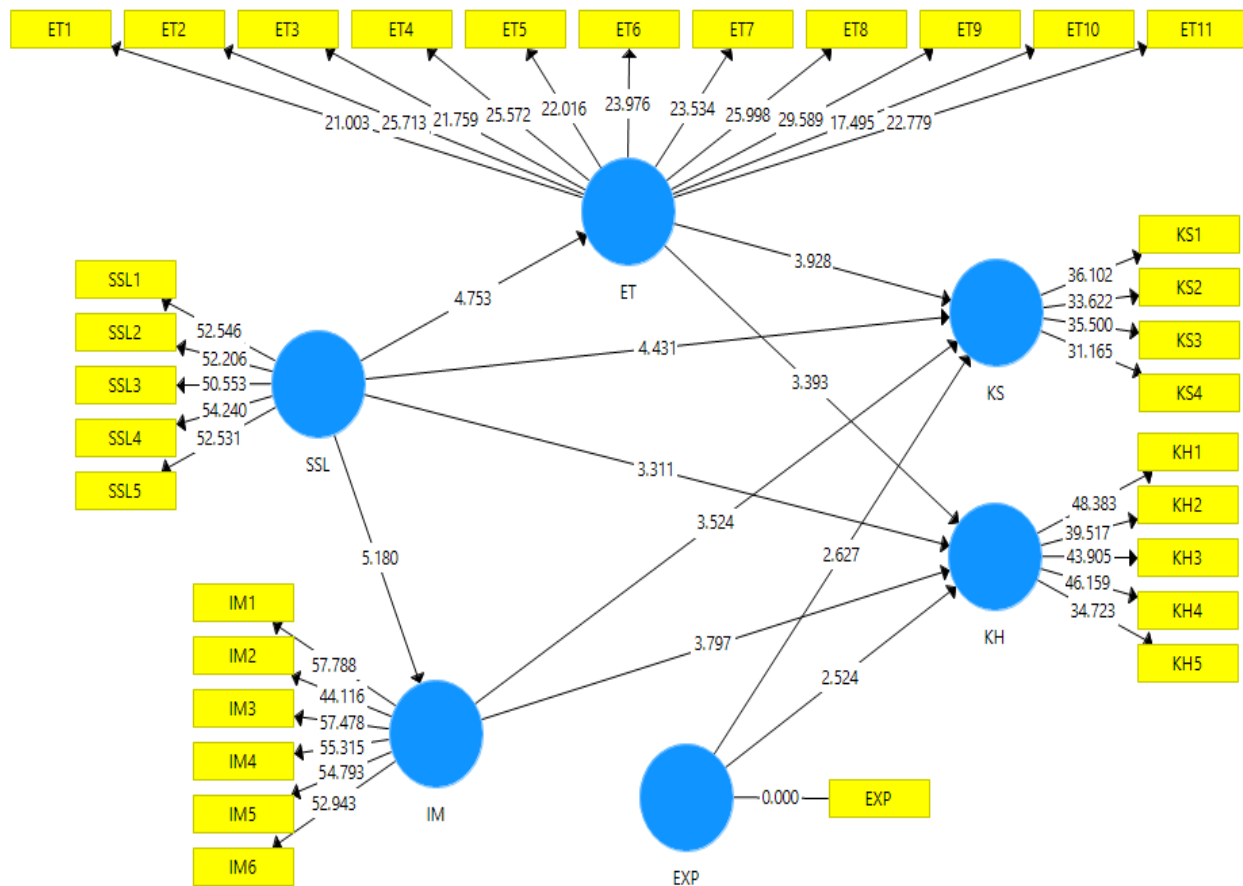 ET1 ET2 ET3 ET4 ET5 ET6 ET7 ET8 ET9 ET10 ET11
21.003 25.713 21.759 25.572 22.016 23.976 23.534 25.998 29.589 17.495 22.779
ET
SSL1
SSL2
SSL3
SSL4
SSL5
52.546
52.206
50.553
54.240
52.531
SSL
4.753
3.928
4.431
3.393
3.311
5.180
3.524
2.627
3.797
2.524
KS1
KS2
KS3
KS4
36.102
33.622
35.500
31.165
KS
KH1
KH2
KH3
KH4
KH5
48.383
39.517
43.905
46.159
34.723
KH
IM1
IM2
IM3
IM4
IM5
IM6
57.788
44.116
57.478
55.315
54.793
52.943
IM
0.000
EXP
EXP